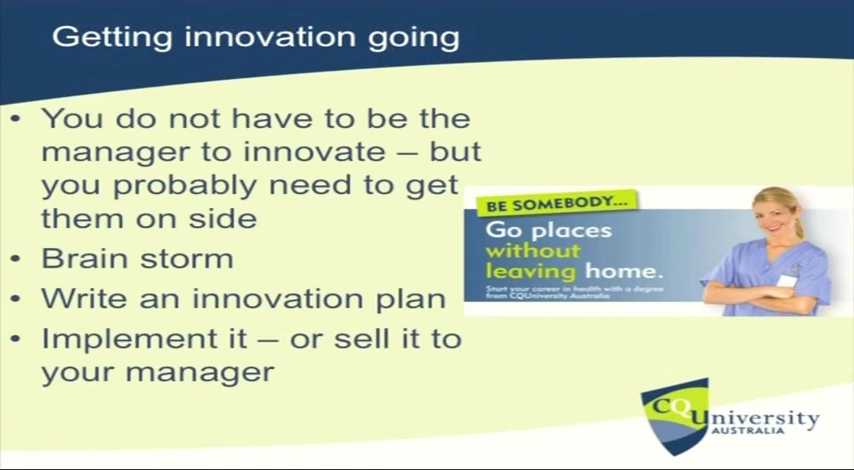 Getting innovation going
• You do not have to be the
manager to innovate – but
you probably need to get
them on side
• Brain storm
• Write an innovation plan
• Implement it – or sell it to
your manager
BE SOMEBODY...
Go places
without
leaving home.
Start your career in health with a degree
from CQUniversity Australia
CQUniversity
AUSTRALIA